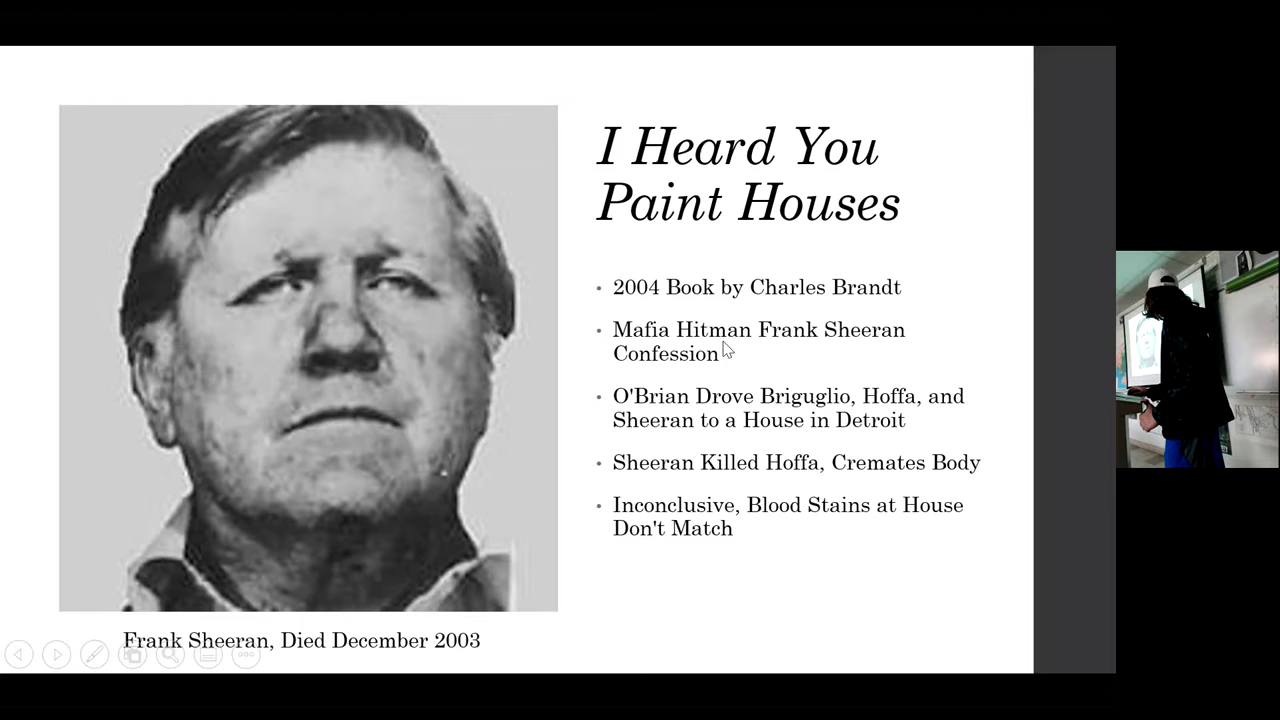 I Heard You
Paint Houses
2004 Book by Charles Brandt
Mafia Hitman Frank Sheeran
Confession
O'Brian Drove Briguglio, Hoffa, and
Sheeran to a House in Detroit
Sheeran Killed Hoffa, Cremates Body
Inconclusive, Blood Stains at House
Don't Match
Frank Sheeran, Died December 2003